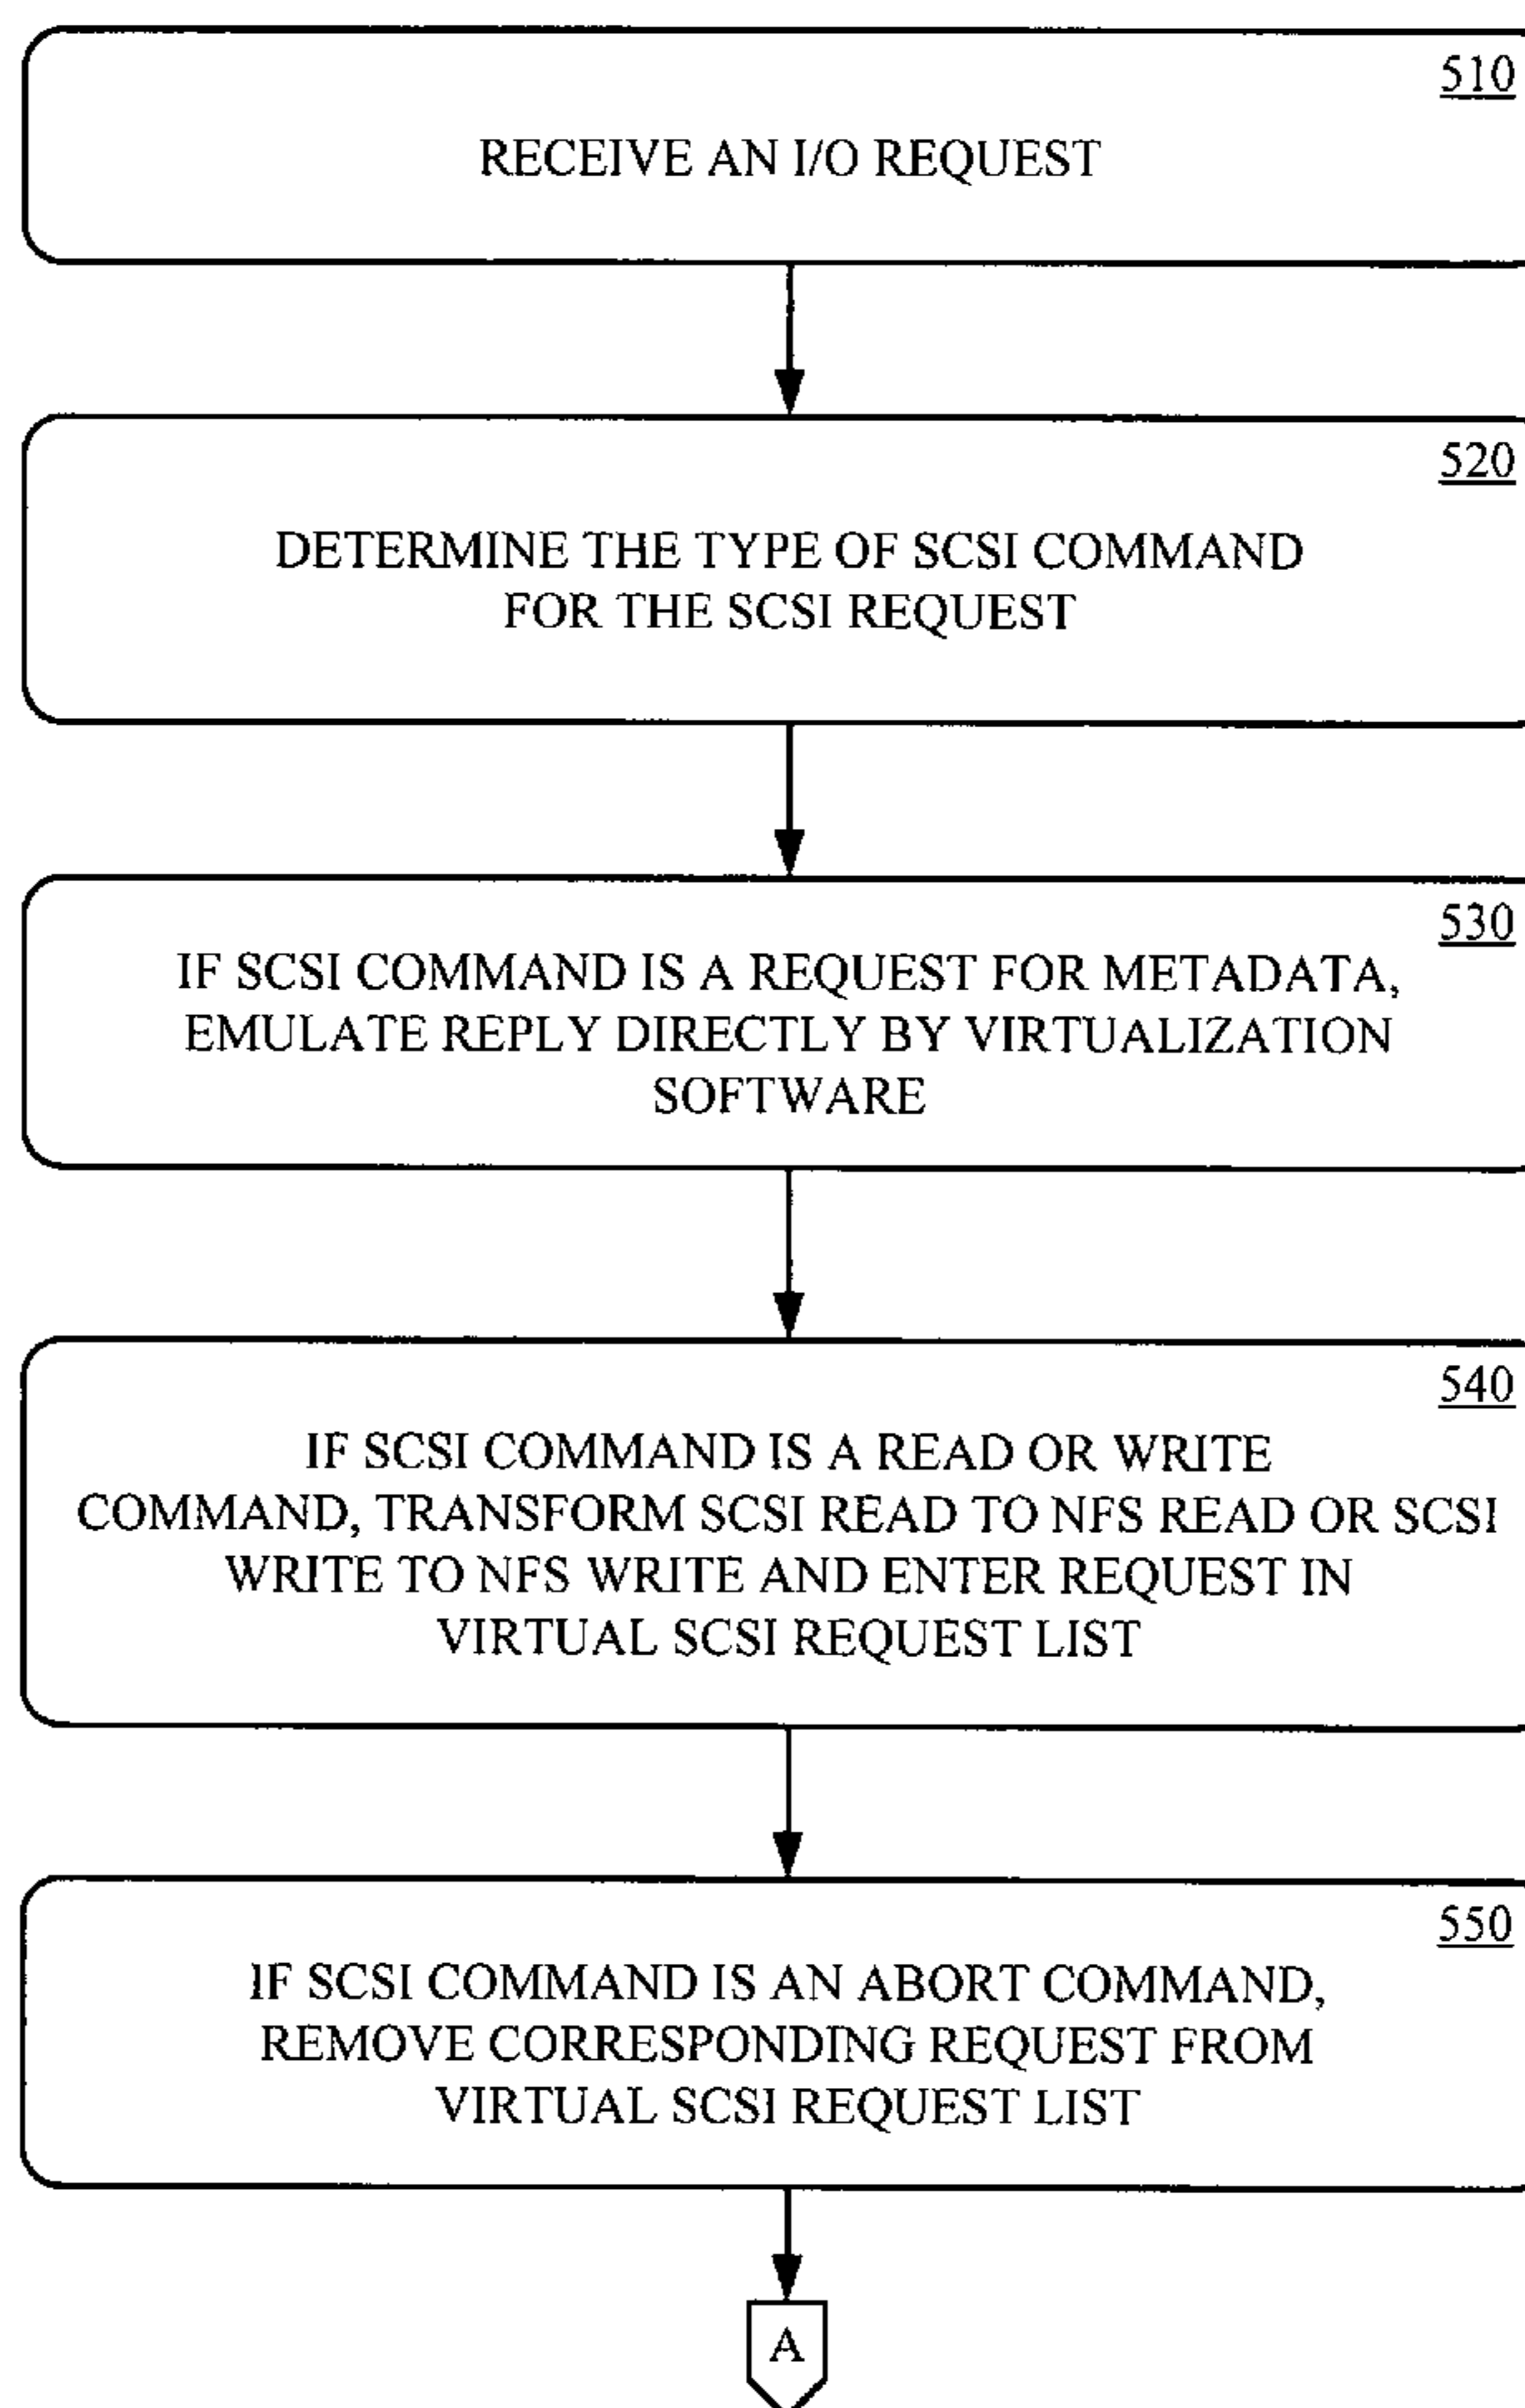 510
RECEIVE AN I/O REQUEST
520
DETERMINE THE TYPE OF SCSI COMMAND
FOR THE SCSI REQUEST
530
IF SCSI COMMAND IS A REQUEST FOR METADATA,
EMULATE REPLY DIRECTLY BY VIRTUALIZATION
SOFTWARE
540
IF SCSI COMMAND IS A READ OR WRITE
COMMAND, TRANSFORM SCSI READ TO NFS READ OR SCSI
WRITE TO NFS WRITE AND ENTER REQUEST IN
VIRTUAL SCSI REQUEST LIST
550
IF SCSI COMMAND IS AN ABORT COMMAND,
REMOVE CORRESPONDING REQUEST FROM
VIRTUAL SCSI REQUEST LIST
A